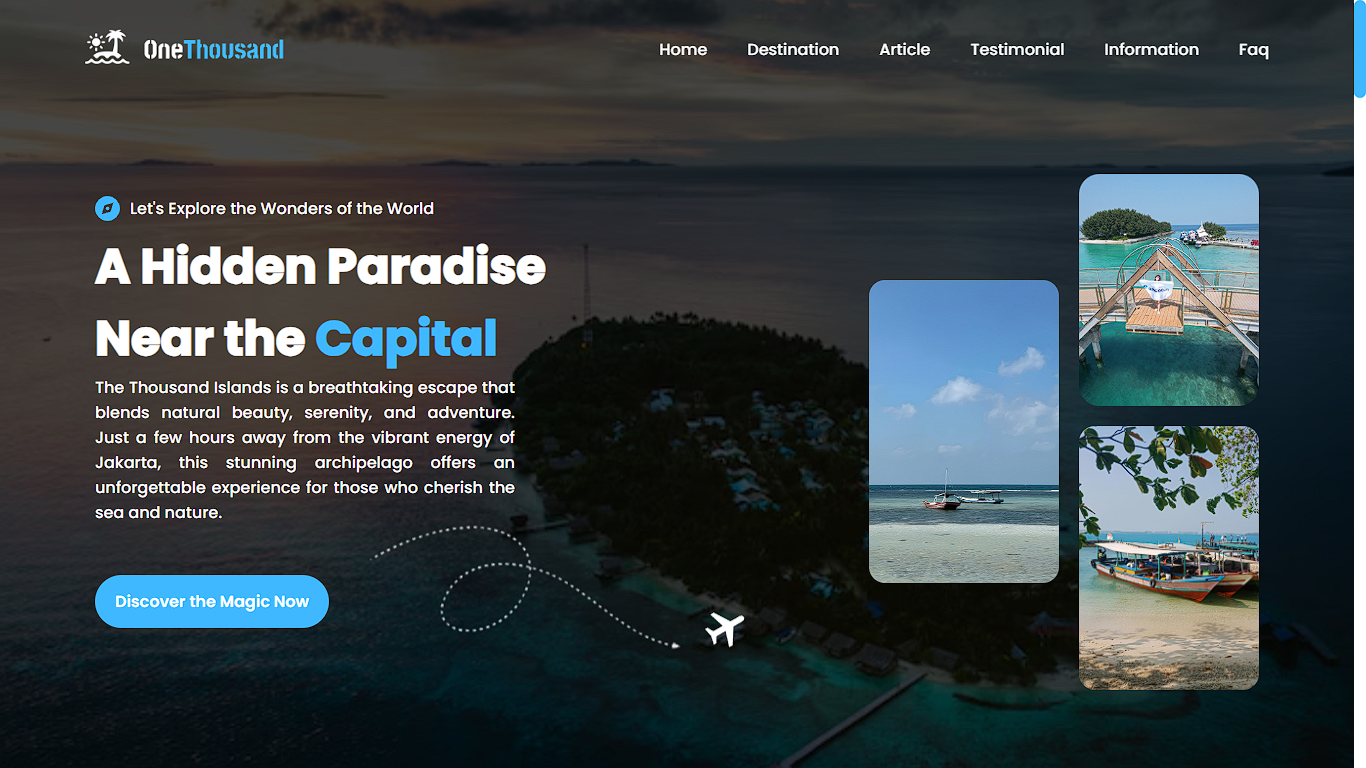 OneThousand
Home Destination Article Testimonial Information Faq
Let's Explore the Wonders of the World
A Hidden Paradise
Near the Capital
The Thousand Islands is a breathtaking escape that
blends natural beauty, serenity, and adventure.
Just a few hours away from the vibrant energy of
Jakarta, this stunning archipelago offers an
unforgettable experience for those who cherish the
sea and nature.
Discover the Magic Now